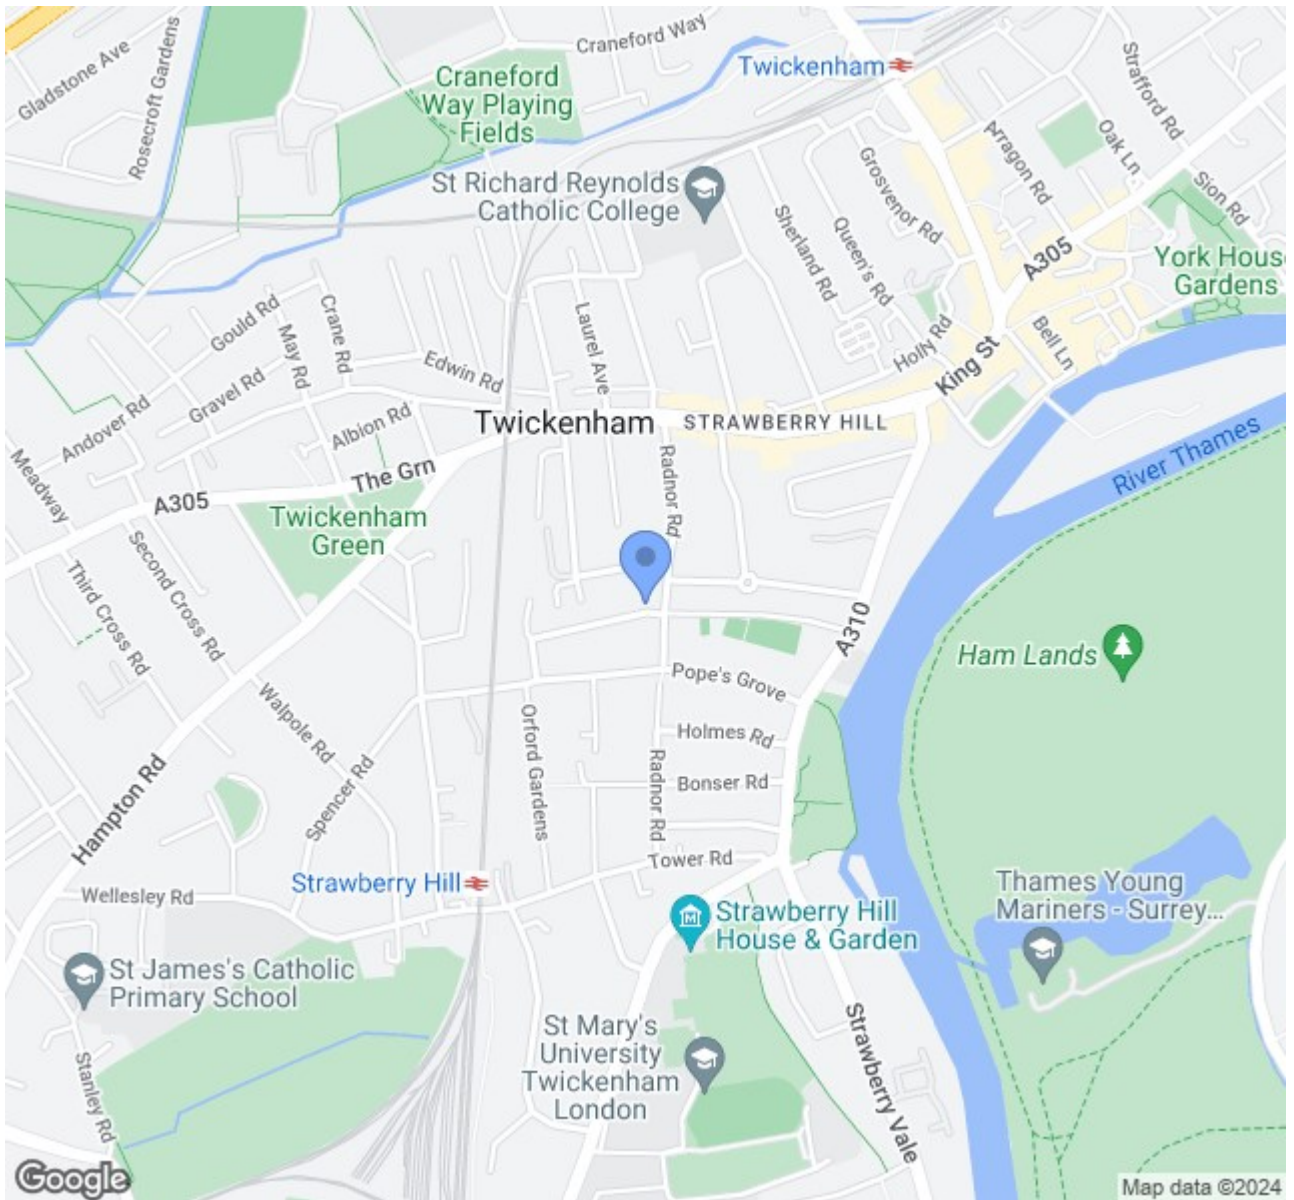 Craneford Way
Gladstone Ave
Rosecroft Gardens
Craneford
Way Playing
Fields
Twickenham
Strafford Rd
Oak Ln
Arragon Rd
Sion Rd
St Richard Reynolds
Catholic College
Grosvenor Rd
Queen's Rd
Sherland Rd
A305
York House
Gardens
Gould Rd
Crane Rd
May Rd
Laurel Ave
Holly Rd
King St
Bell Ln
Edwin Rd
Gravel Rd
Andover Rd
Albion Rd
Twickenham
STRAWBERRY HILL
River Thames
Meadway
The Grn
A305
Radnor Rd
Twickenham
Green
Second Cross Rd
Third Cross Rd
A310
Ham Lands
Pope's Grove
Walpole Rd
Orford Gardens
Holmes Rd
Radnor Rd
Bonser Rd
Spencer Rd
Hampton Rd
Tower Rd
Strawberry Hill
Wellesley Rd
Thames Young
Mariners - Surrey...
Strawberry Hill
House & Garden
St James's Catholic
Primary School
St Mary's
University
Twickenham
London
Strawberry Vale
Stanley Rd
Google
Map data ©2024